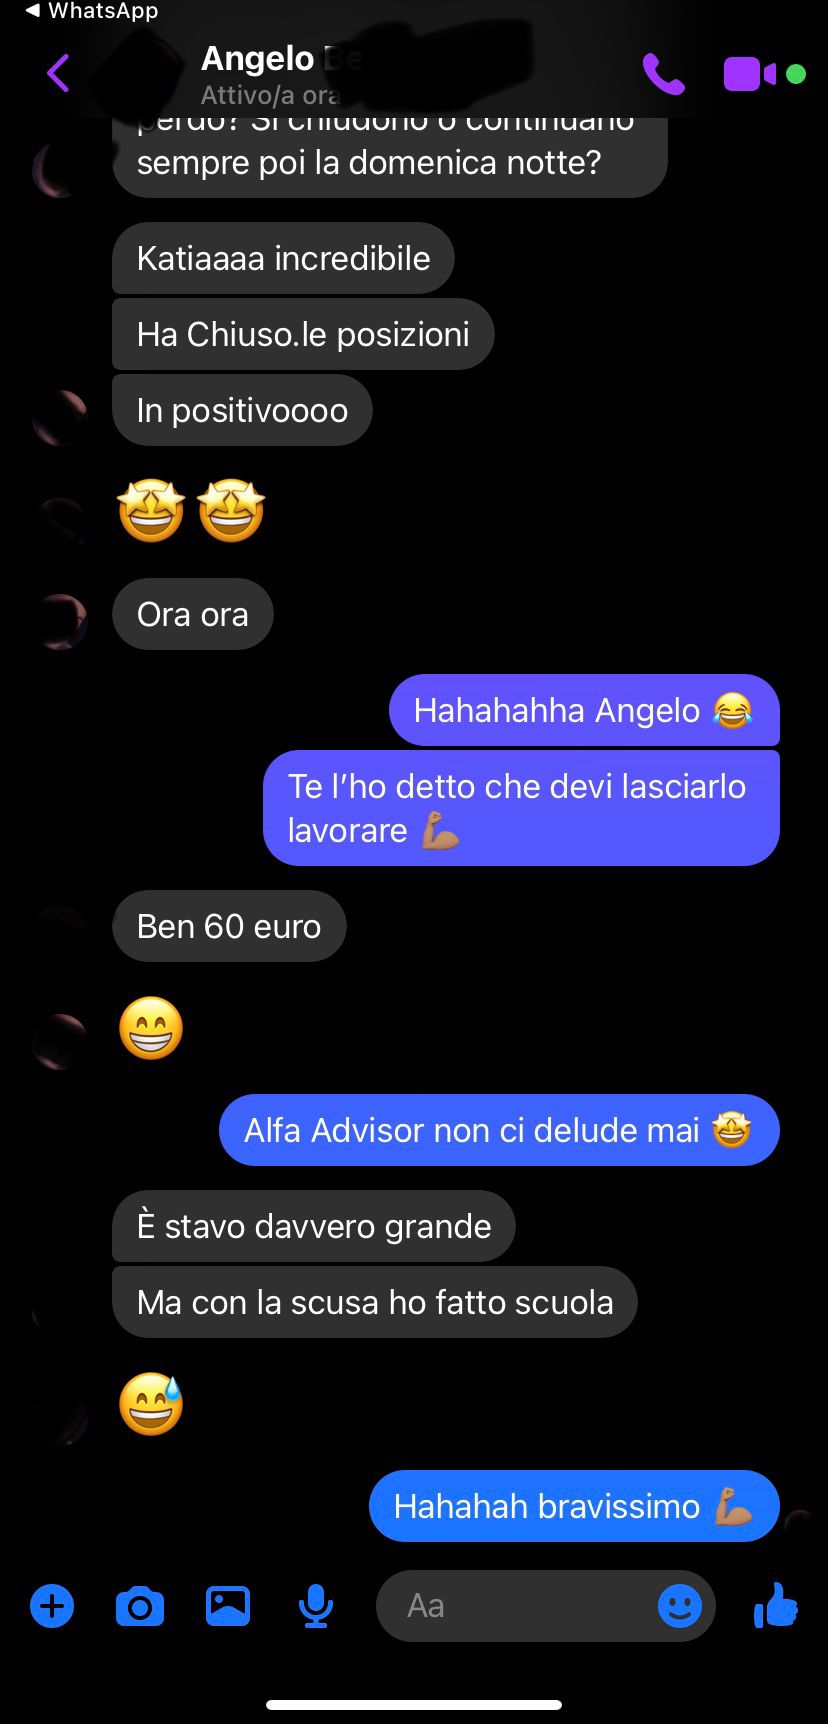 WhatsApp
Angelo
Attivo/a ora
perdo? Si chiudono o continuano
sempre poi la domenica notte?
Katiaaaa incredibile
Ha Chiuso.le posizioni
In positivoooo
🤩🤩
Ora ora
Hahahahha Angelo 😂
Te l'ho detto che devi lasciarlo
lavorare 💪🏽
Ben 60 euro
😁
Alfa Advisor non ci delude mai 🤩
È stavo davvero grande
Ma con la scusa ho fatto scuola
😅
Hahahah bravissimo 💪🏽
Aa